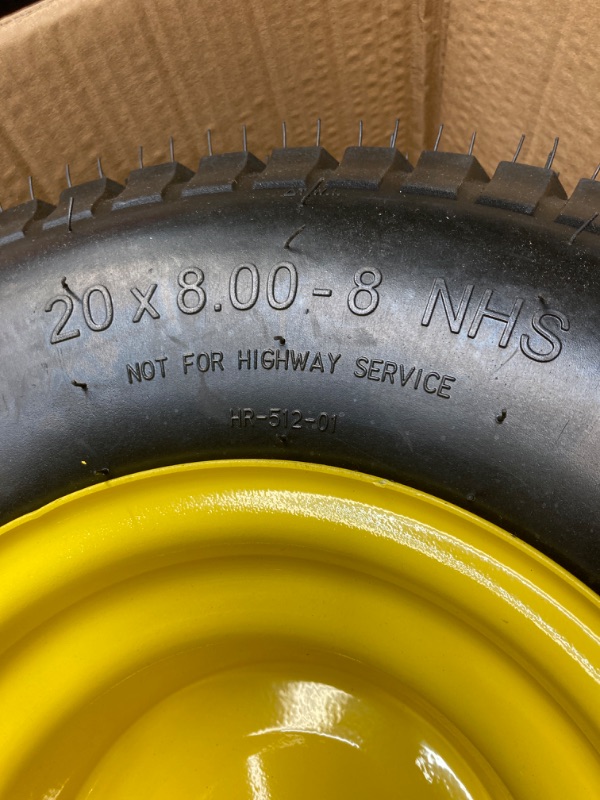 20 x 8.00 - 8 NHS
NOT FOR HIGHWAY SERVICE
HR-512-01